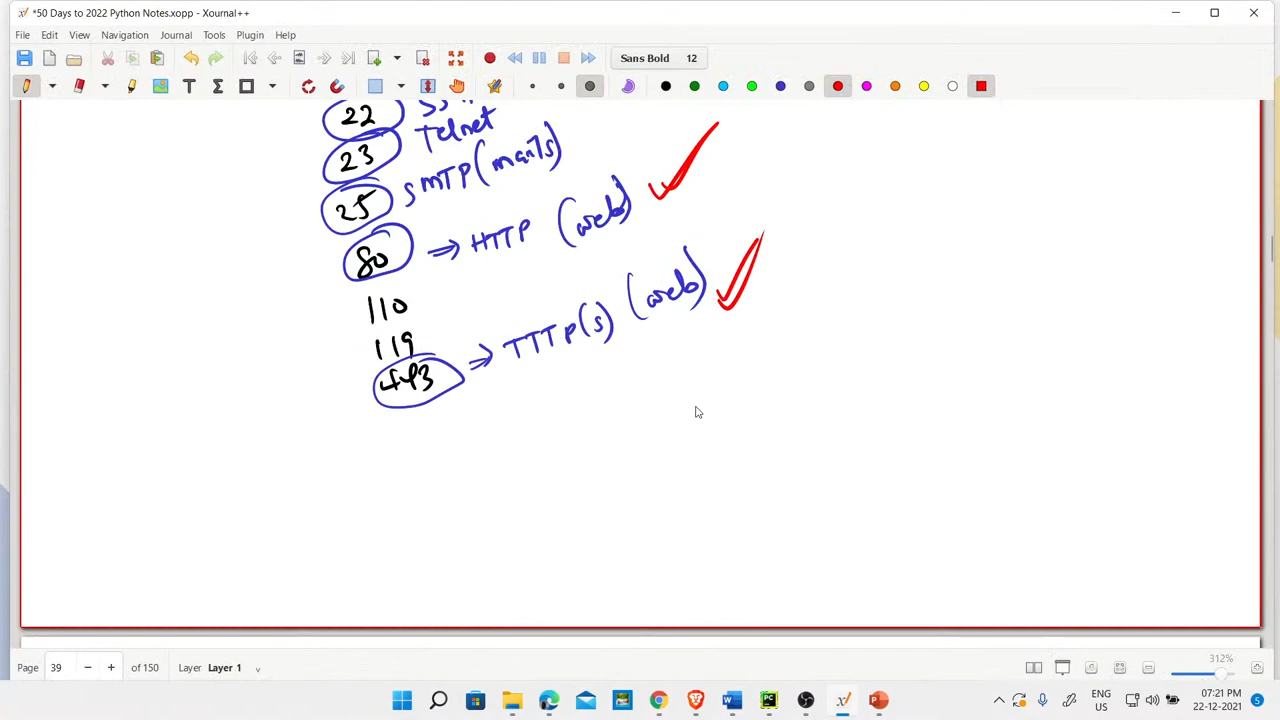 *50 Days to 2022 Python Notes.xopp - Xournal++
File Edit View Navigation Journal Tools Plugin Help
Sans Bold 12
22
23 Telnet
25 SMTP (mails)
80 ⇒ HTTP (web)
110
119
443 ⇒ TTTP(s) (web)
Page 39 of 150 Layer Layer 1 312%
ENG 07:21 PM
US 22-12-2021 5